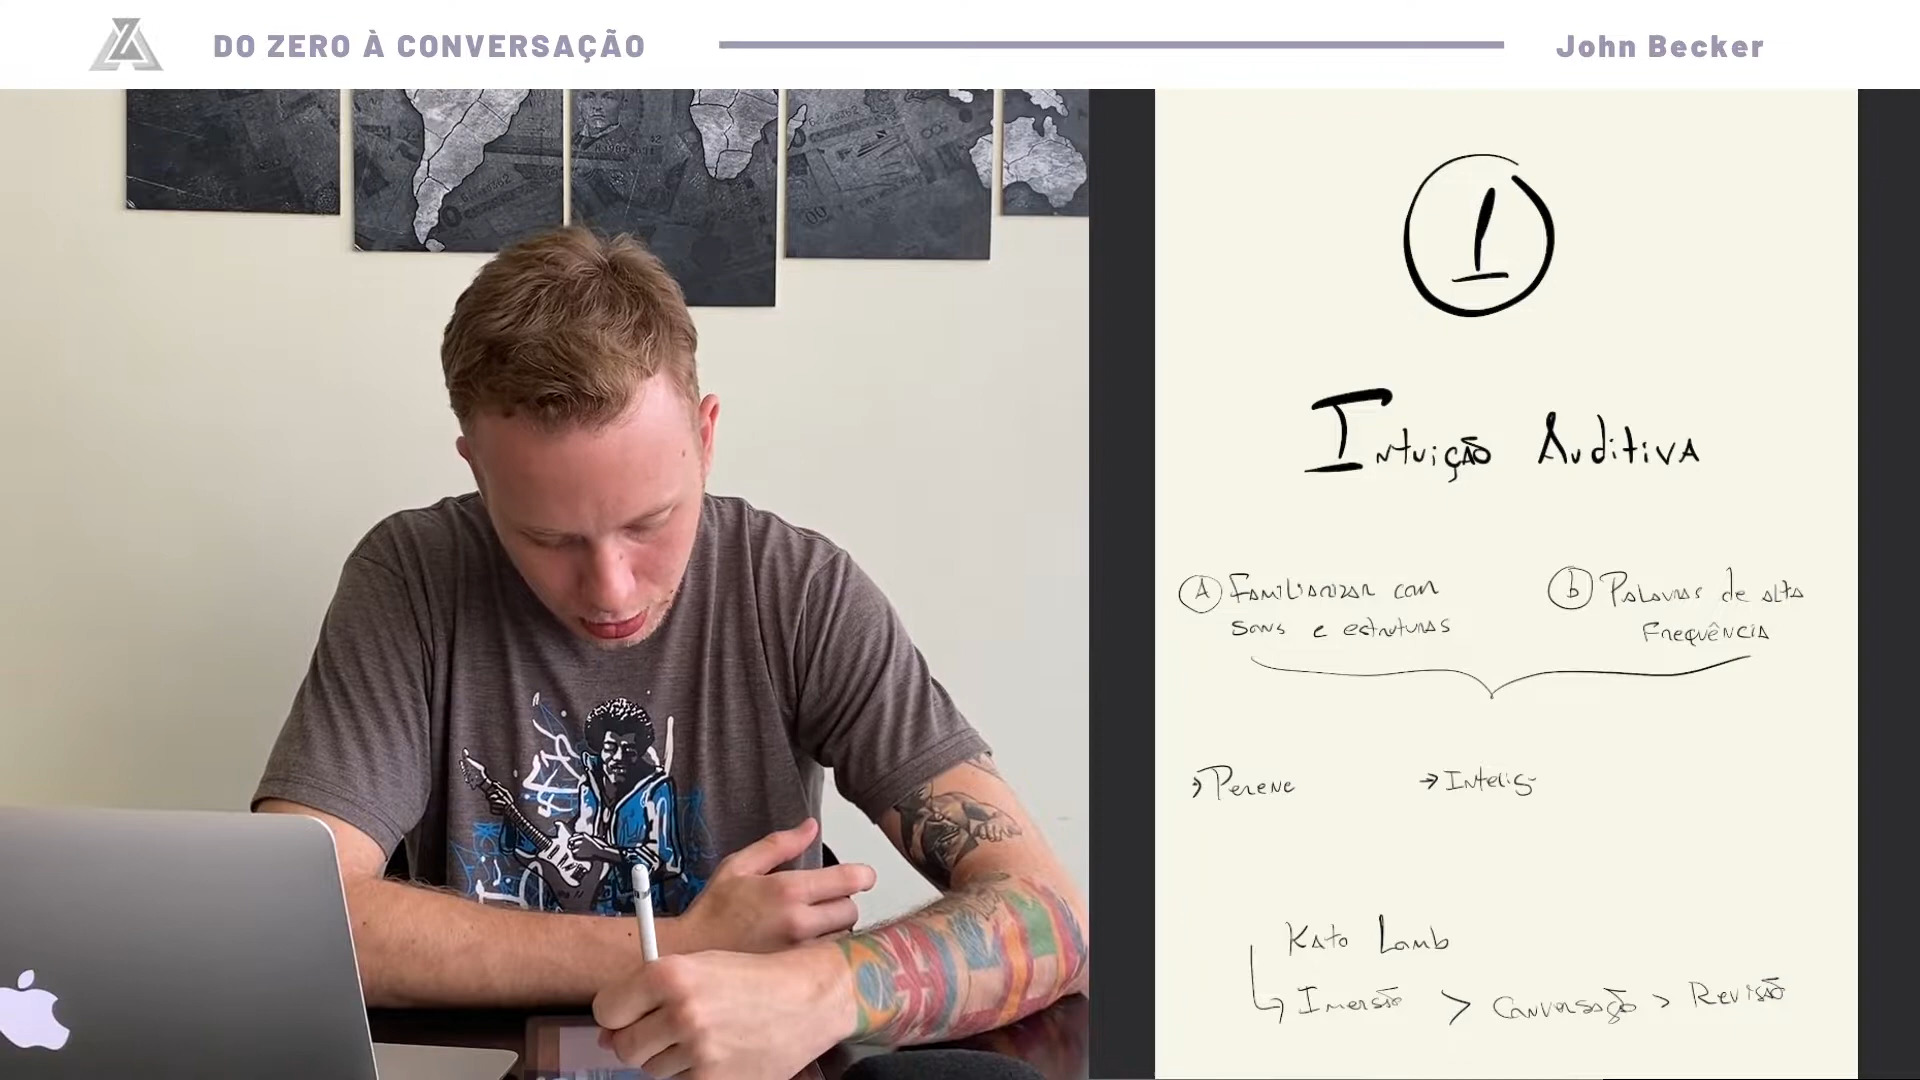 DO ZERO À CONVERSAÇÃO
John Becker
1
Intuição Auditiva
A Familiarizar com
sons e estruturas
b Palavras de alta
Frequência
→ Perene
→ Intelig
Kato Lomb
Imersão > Conversação > Revisão